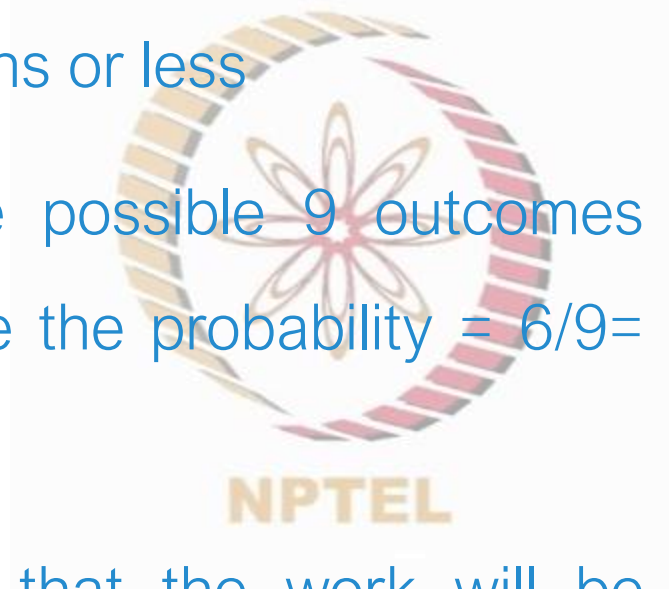 ns or less
e possible 9 outcomes
e the probability = 6/9=
NPTEL
that the work will be